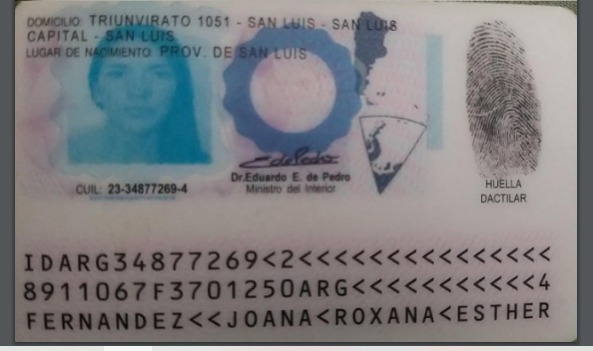 DOMICILIO: TRIUNVIRATO 1051 - SAN LUIS - SAN LUIS
CAPITAL - SAN LUIS
LUGAR DE NACIMIENTO: PROV. DE SAN LUIS
EdePedro
Dr.Eduardo E. de Pedro
Ministro del Interior
CUIL: 23-34877269-4
HUELLA
DACTILAR
IDARG34877269<2<<<<<<<<<<<<<<<
8911067F3701250ARG<<<<<<<<<<<4
FERNANDEZ<<JOANA<ROXANA<ESTHER